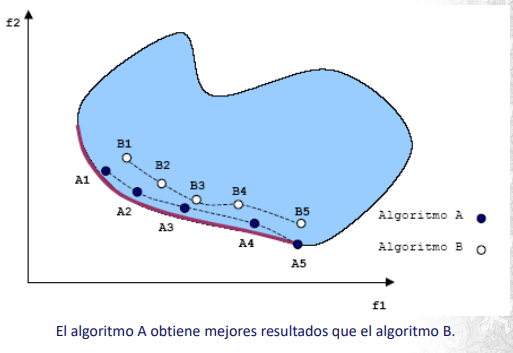 f2
B1
B2
A1
B3
B4
A2
B5
A3
Algoritmo A
A4
Algoritmo B
A5
f1
El algoritmo A obtiene mejores resultados que el algoritmo B.